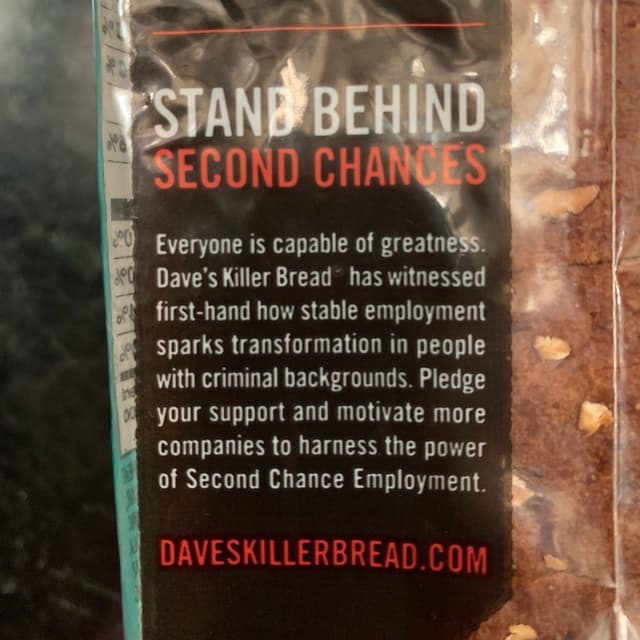 STAND BEHIND
SECOND CHANCES
Everyone is capable of greatness.
Dave's Killer Bread® has witnessed
first-hand how stable employment
sparks transformation in people
with criminal backgrounds. Pledge
your support and motivate more
companies to harness the power
of Second Chance Employment.
DAVESKILLERBREAD.COM